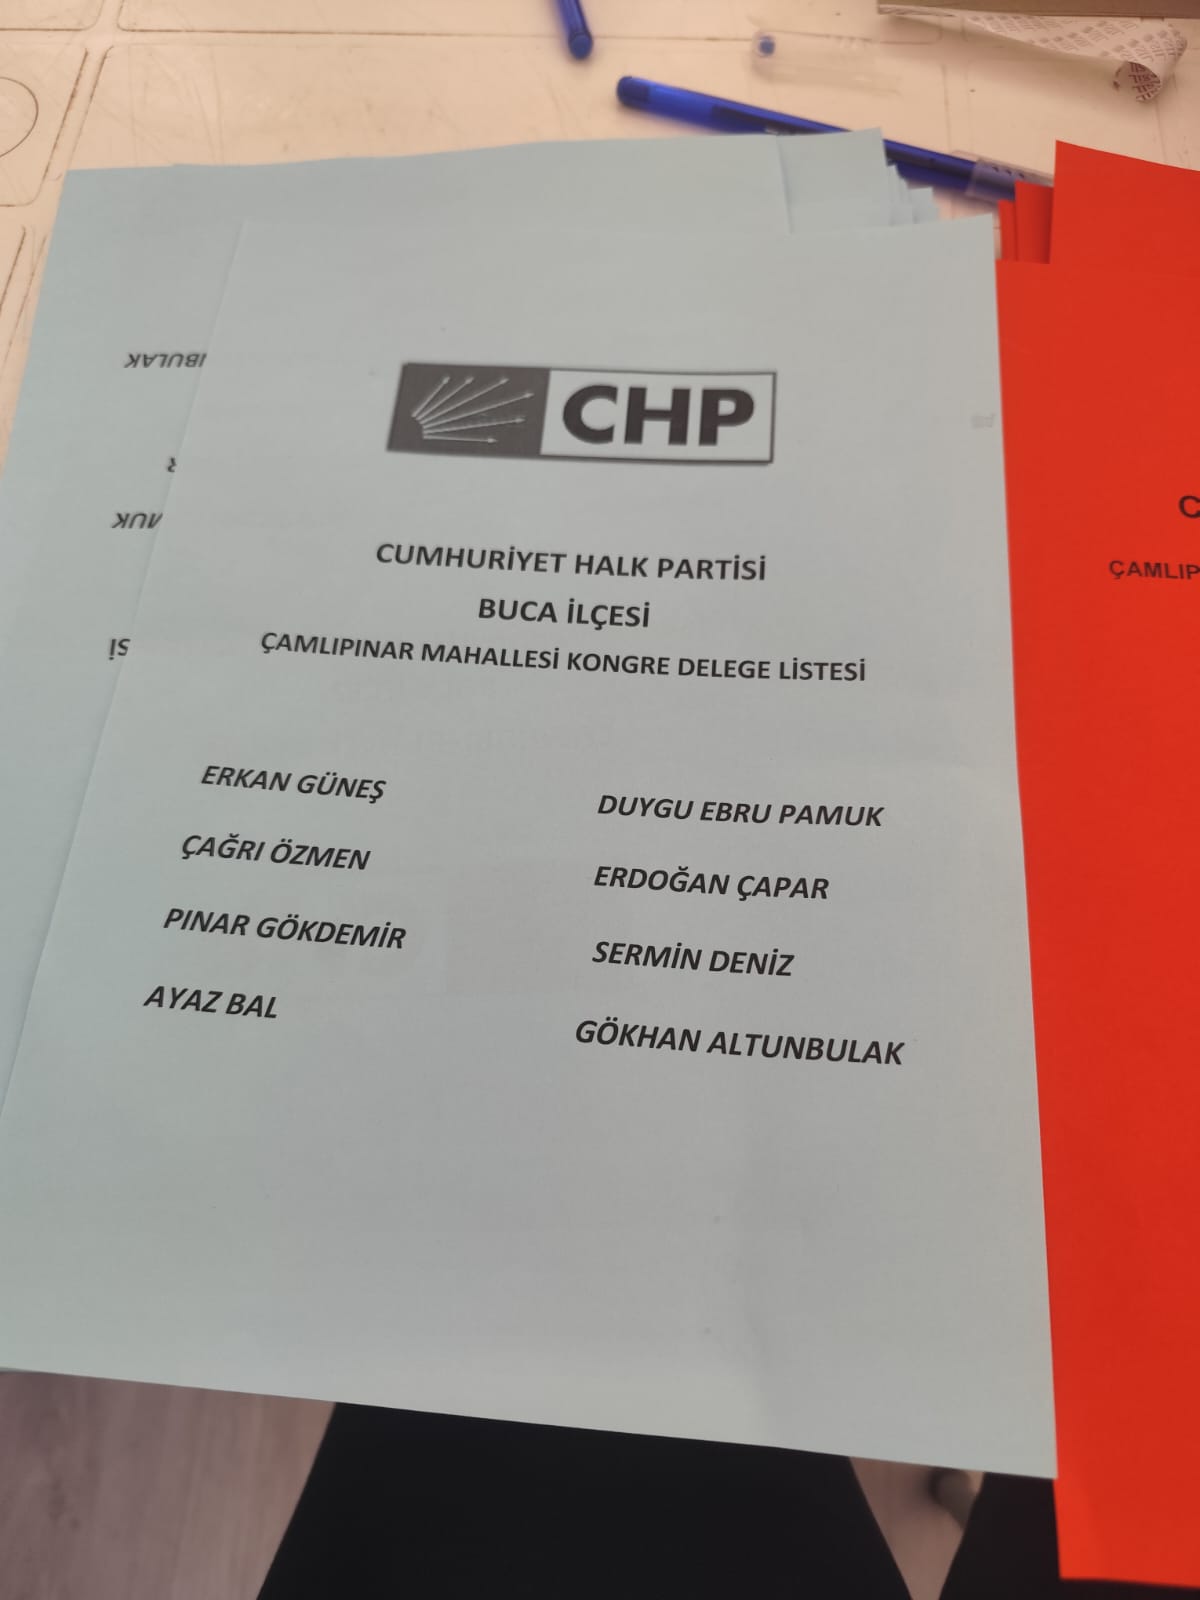 CHP
CUMHURİYET HALK PARTİSİ
BUCA İLÇESİ
ÇAMLIPINAR MAHALLESİ KONGRE DELEGE LİSTESİ
ERKAN GÜNEŞ
ÇAĞRI ÖZMEN
PINAR GÖKDEMİR
AYAZ BAL
DUYGU EBRU PAMUK
ERDOĞAN ÇAPAR
SERMİN DENİZ
GÖKHAN ALTUNBULAK
C
ÇAMLIP